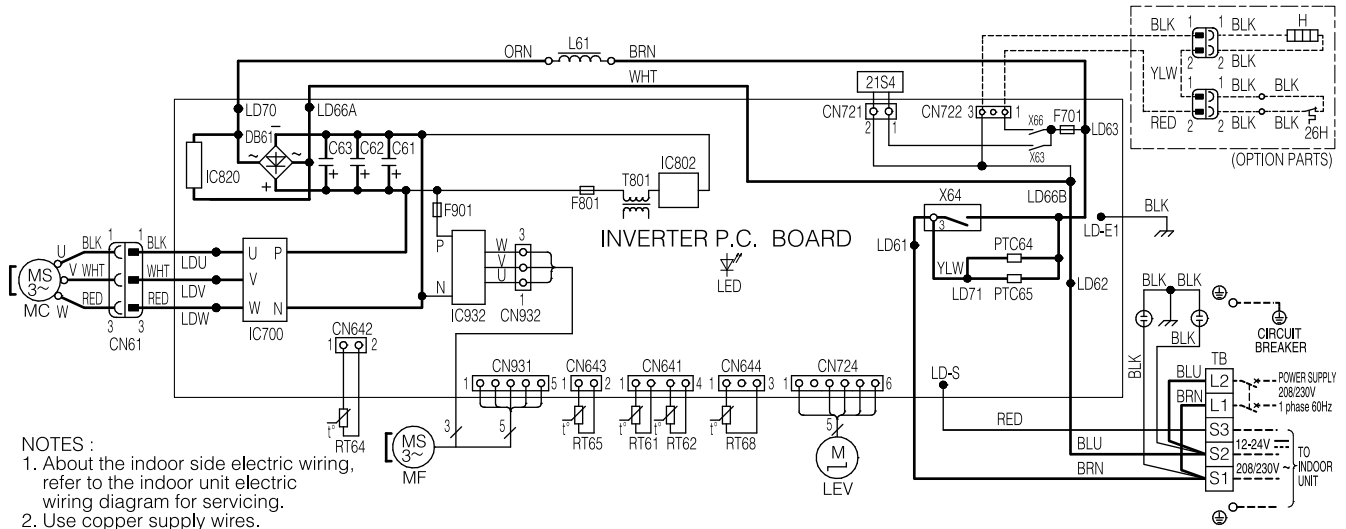 ORN L61 BRN
WHT
BLK 1 1 BLK H
2 2 BLK
YLW
1 1 BLK BLK
RED 2 2 BLK BLK 26H
(OPTION PARTS)
LD70 LD66A
21S4
CN721 2 1
CN722 3 1
X66 F701 LD63
X63
DB61 − ~ ~ +
C63 C62 C61
+ + +
IC820
IC802
T801
F801
F901
X64
3
LD66B
LD-E1 BLK
INVERTER P.C. BOARD
LED
LD61
YLW PTC64
LD71 PTC65
LD62
MS 3~
MC
U BLK 1 1 BLK LDU U P
V WHT WHT LDV V
W RED 3 3 RED LDW W N
CN61
IC700
P
N
W 3
V
U 1
IC932 CN932
CN642
1 2
t° RT64
CN931
1 5
3 5
MS 3~
MF
CN643
1 2
t° RT65
CN641
1 4
t° RT61 t° RT62
CN644
1 3
t° RT68
CN724
1 6
5
M
LEV
LD-S
RED
BLU
BRN
BLK BLK
BLK
BLK
CIRCUIT
BREAKER
TB
BLU L2 POWER SUPPLY
208/230V
BRN L1 1 phase 60Hz
S3
12-24V
S2
208/230V ~
S1
TO
INDOOR
UNIT
NOTES :
1. About the indoor side electric wiring,
refer to the indoor unit electric
wiring diagram for servicing.
2. Use copper supply wires.